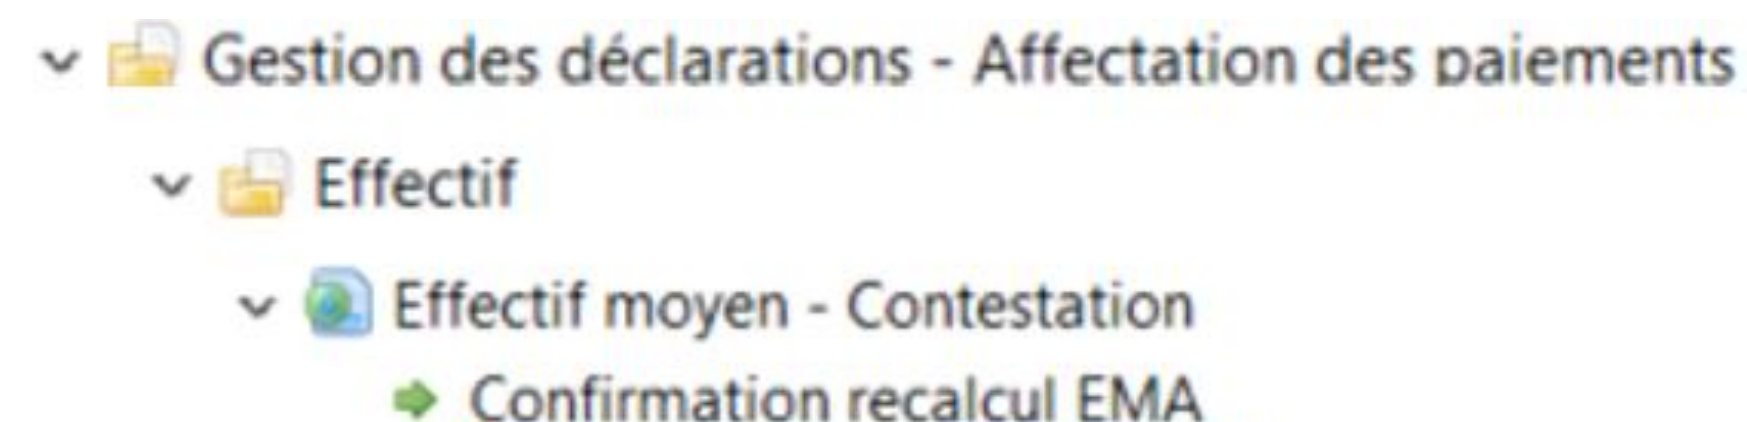 Gestion des déclarations - Affectation des paiements
Effectif
Effectif moyen - Contestation
Confirmation recalcul EMA